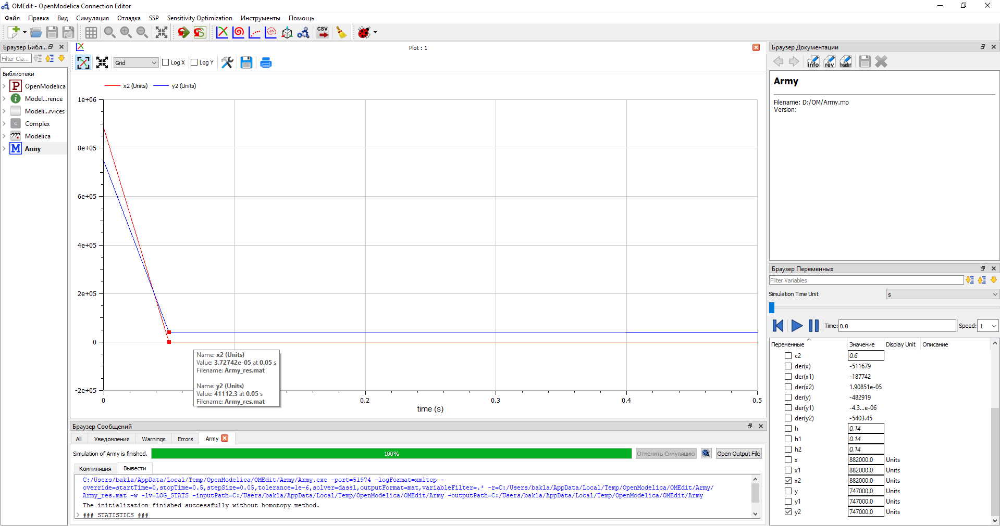 OMEdit - OpenModelica Connection Editor
Файл Правка Вид Симуляция Отладка SSP Sensitivity Optimization Инструменты Помощь
CSV
Браузер Библ...
Filter Cla...
Библиотеки
P OpenModelica
i Model...rence
Modeli...rvices
C Complex
Modelica
M Army
Plot : 1
Grid
Log X
Log Y
x2 (Units) y2 (Units)
1e+06
8e+05
6e+05
4e+05
2e+05
0
-2e+05
0 0.2 0.3 0.4 0.5
time (s)
Name: x2 (Units)
Value: 3.72742e-05 at 0.05 s
Filename: Army_res.mat
Name: y2 (Units)
Value: 41112.3 at 0.05 s
Filename: Army_res.mat
Браузер Сообщений
All Уведомления Warnings Errors Army
Simulation of Army is finished. 100% Отменить Симуляцию Open Output File
Компиляция Вывести
C:/Users/bakla/AppData/Local/Temp/OpenModelica/OMEdit/Army/Army.exe -port=51974 -logFormat=xmltcp -
override=startTime=0,stopTime=0.5,stepSize=0.05,tolerance=1e-6,solver=dassl,outputFormat=mat,variableFilter=.* -r=C:/Users/bakla/AppData/Local/Temp/OpenModelica/OMEdit/Army/
Army_res.mat -w -lv=LOG_STATS -inputPath=C:/Users/bakla/AppData/Local/Temp/OpenModelica/OMEdit/Army -outputPath=C:/Users/bakla/AppData/Local/Temp/OpenModelica/OMEdit/Army
The initialization finished successfully without homotopy method.
### STATISTICS ###
Браузер Документации
info rev header
Army
Filename: D:/OM/Army.mo
Version:
Браузер Переменных
Filter Variables
Simulation Time Unit s
Time: 0.0 Speed: 1
Переменные Значение Display Unit Описание
c2 0.6
der(x) -511679
der(x1) -187742
der(x2) 1.90851e-05
der(y) -482919
der(y1) -4.3...e-06
der(y2) -5403.45
h 0.14
h1 0.14
h2 0.14
x 882000.0 Units
x1 882000.0 Units
x2 882000.0 Units
y 747000.0 Units
y1 747000.0 Units
y2 747000.0 Units